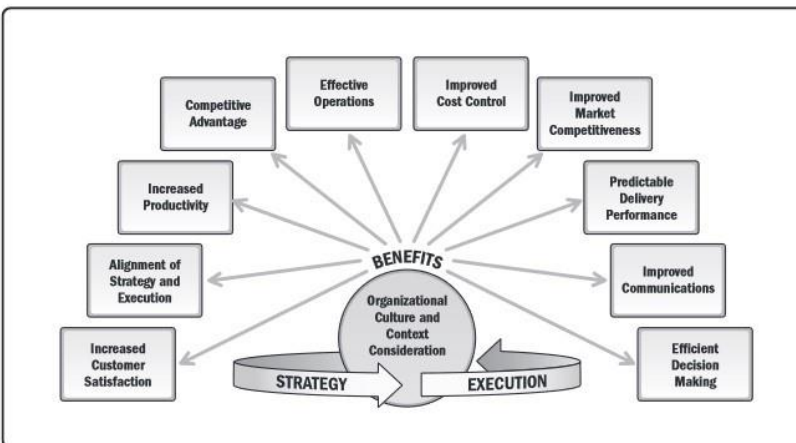 Effective
Operations
Improved
Cost Control
Competitive
Advantage
Improved
Market
Competitiveness
Increased
Productivity
Predictable
Delivery
Performance
BENEFITS
Alignment of
Strategy and
Execution
Improved
Communications
Organizational
Culture and
Context
Consideration
Increased
Customer
Satisfaction
Efficient
Decision
Making
STRATEGY
EXECUTION